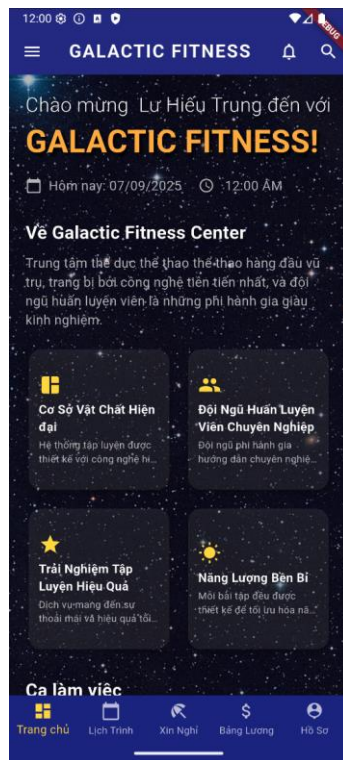 12:00
DEBUG
GALACTIC FITNESS
Chào mừng Lư Hiếu Trung đến với
GALACTIC FITNESS!
Hôm nay: 07/09/2025 12:00 AM
Về Galactic Fitness Center
Trung tâm thể dục thể thao thể thao hàng đầu vũ
trụ, trang bị bởi công nghệ tiên tiến nhất, và đội
ngũ huấn luyện viên là những phi hành gia giàu
kinh nghiệm.
Cơ Sở Vật Chất Hiện
đại
Hệ thống tập luyện được
thiết kế với công nghệ hi...
Đội Ngũ Huấn Luyện
Viên Chuyên Nghiệp
Đội ngũ phi hành gia
hướng dẫn chuyên nghiệ...
Trải Nghiệm Tập
Luyện Hiệu Quả
Dịch vụ mang đến sự
thoải mái và hiệu quả tối...
Năng Lượng Bền Bỉ
Mỗi bài tập đều được
thiết kế để tối ưu hóa nă...
Ca làm việc
Trang chủ
Lịch Trình
Xin Nghỉ
Bảng Lương
Hồ Sơ